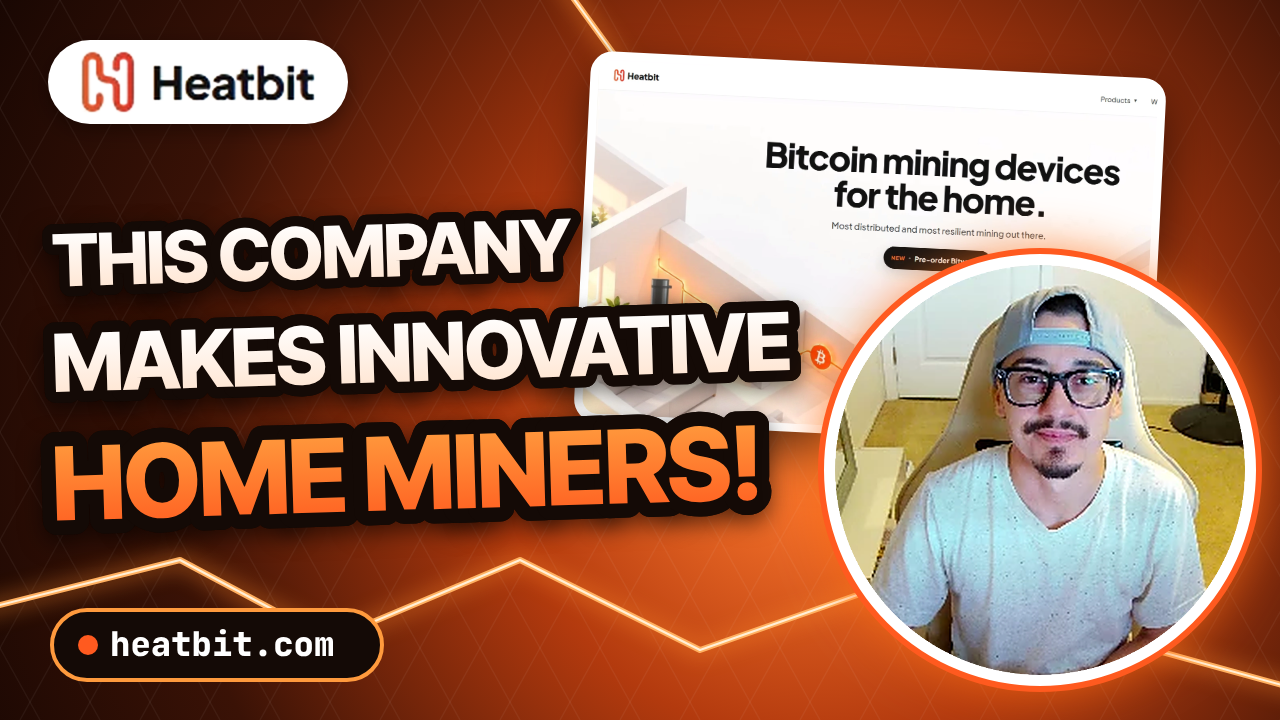 Heatbit
Heatbit
Products
W
Bitcoin mining devices
for the home.
Most distributed and most resilient mining out there.
NEW • Pre-order
THIS COMPANY
MAKES INNOVATIVE
HOME MINERS!
heatbit.com